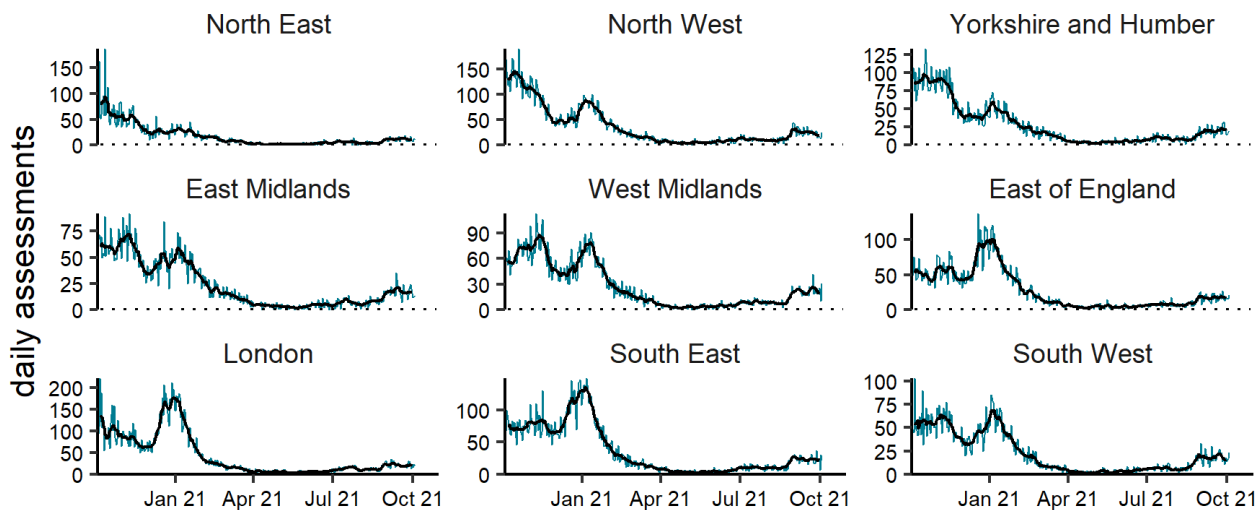 daily assessments
North East
150
100
50
0
North West
150
100
50
0
Yorkshire and Humber
125
100
75
50
25
0
East Midlands
75
50
25
0
West Midlands
90
60
30
0
East of England
100
50
0
London
200
150
100
50
0
Jan 21 Apr 21 Jul 21 Oct 21
South East
100
50
0
Jan 21 Apr 21 Jul 21 Oct 21
South West
100
75
50
25
0
Jan 21 Apr 21 Jul 21 Oct 21